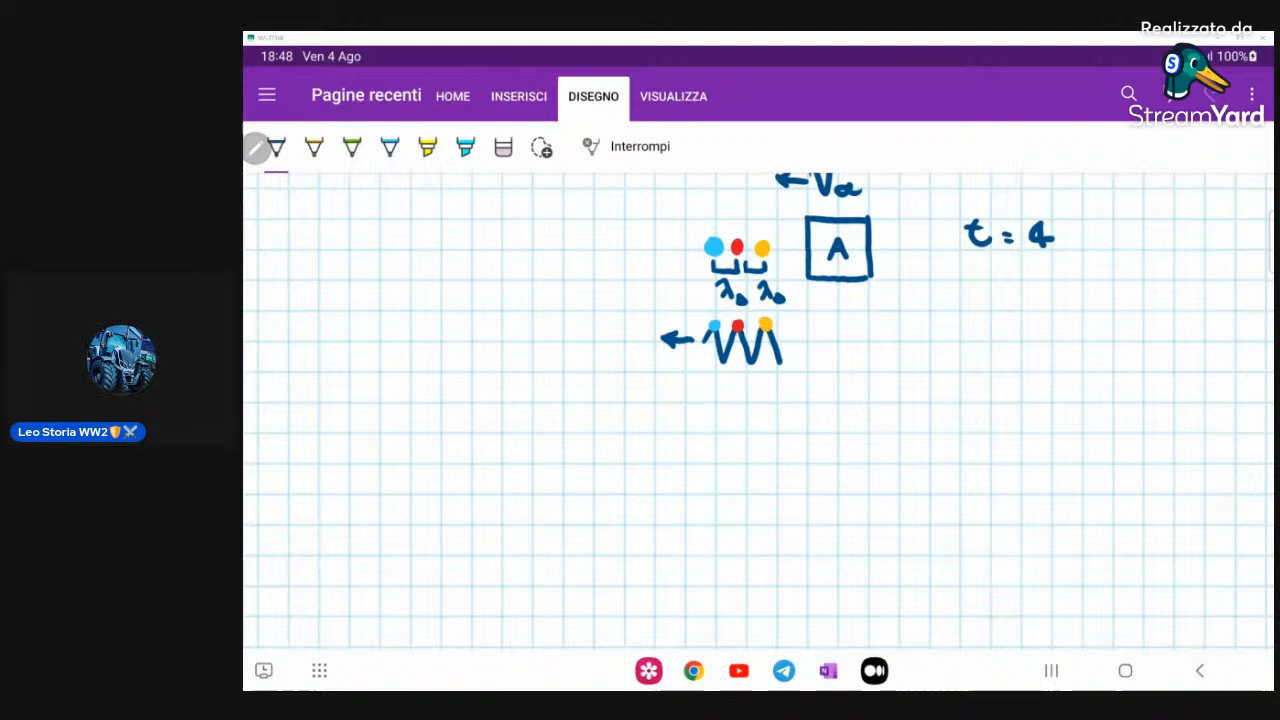 Realizzato da
StreamYard
18:48 Ven 4 Ago
100%
Pagine recenti
HOME
INSERISCI
DISEGNO
VISUALIZZA
Interrompi
← Vα
A
t = 4
λ₀ λ₀
Leo Storia WW2